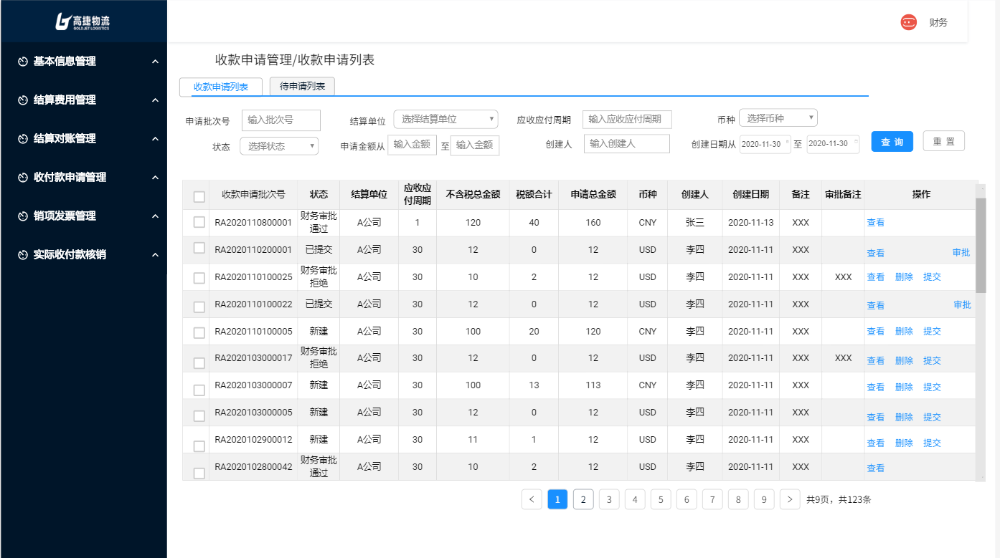 高捷物流
GOLDJET LOGISTICS
财务
基本信息管理
结算费用管理
结算对账管理
收付款申请管理
销项发票管理
实际收付款核销
收款申请管理/收款申请列表
收款申请列表 待申请列表
申请批次号 输入批次号 结算单位 选择结算单位 应收应付周期 输入应收应付周期 币种 选择币种
状态 选择状态 申请金额从 输入金额 至 输入金额 创建人 输入创建人 创建日期从 2020-11-30 至 2020-11-30 查 询 重 置
收款申请批次号 状态 结算单位 应收应付周期 不含税总金额 税额合计 申请总金额 币种 创建人 创建日期 备注 审批备注 操作
RA2020110800001 财务审批通过 A公司 1 120 40 160 CNY 张三 2020-11-13 XXX 查看
RA2020110200001 已提交 A公司 30 12 0 12 USD 李四 2020-11-11 XXX 查看 审批
RA2020110100025 财务审批拒绝 A公司 30 10 2 12 USD 李四 2020-11-11 XXX XXX 查看 删除 提交
RA2020110100022 已提交 A公司 30 12 0 12 USD 李四 2020-11-11 XXX 查看 审批
RA2020110100005 新建 A公司 30 100 20 120 CNY 李四 2020-11-11 XXX 查看 删除 提交
RA2020103000017 财务审批拒绝 A公司 30 12 0 12 USD 李四 2020-11-11 XXX XXX 查看 删除 提交
RA2020103000007 新建 A公司 30 100 13 113 CNY 李四 2020-11-11 XXX 查看 删除 提交
RA2020103000005 新建 A公司 30 12 0 12 USD 李四 2020-11-11 XXX 查看 删除 提交
RA2020102900012 新建 A公司 30 11 1 12 USD 李四 2020-11-11 XXX 查看 删除 提交
RA2020102800042 财务审批通过 A公司 30 10 2 12 USD 李四 2020-11-11 XXX 查看
< 1 2 3 4 5 6 7 8 9 > 共9页，共123条